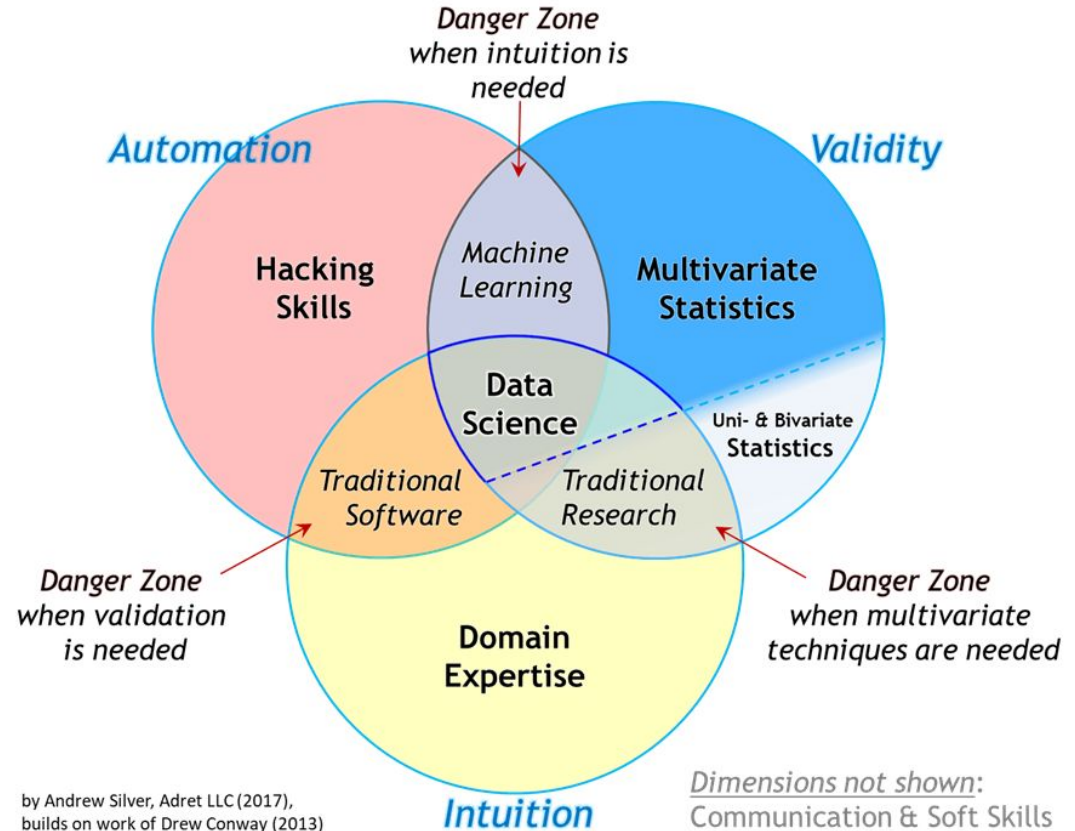 Danger Zone
when intuition is
needed
Automation
Validity
Hacking
Skills
Machine
Learning
Multivariate
Statistics
Data
Science
Uni- & Bivariate
Statistics
Traditional
Software
Traditional
Research
Danger Zone
when validation
is needed
Danger Zone
when multivariate
techniques are needed
Domain
Expertise
by Andrew Silver, Adret LLC (2017),
builds on work of Drew Conway (2013)
Intuition
Dimensions not shown:
Communication & Soft Skills